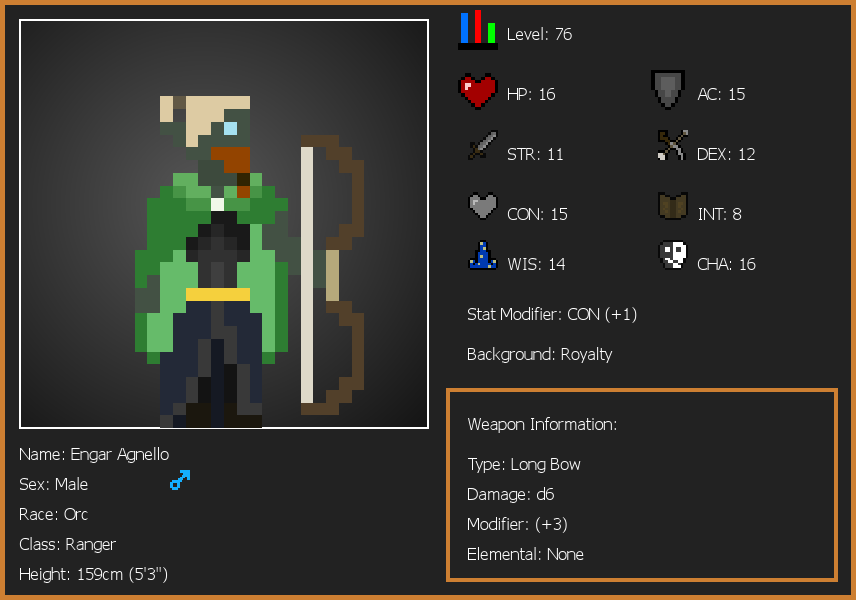 Level: 76
HP: 16
AC: 15
STR: 11
DEX: 12
CON: 15
INT: 8
WIS: 14
CHA: 16
Stat Modifier: CON (+1)
Background: Royalty
Weapon Information:
Type: Long Bow
Damage: d6
Modifier: (+3)
Elemental: None
Name: Engar Agnello
Sex: Male
Race: Orc
Class: Ranger
Height: 159cm (5'3")